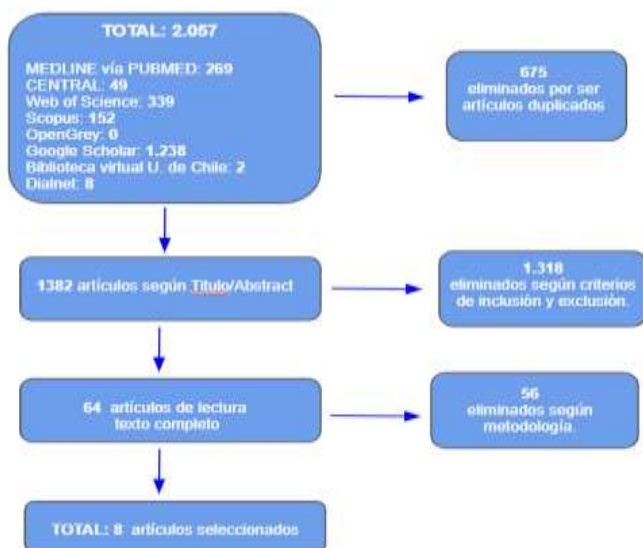 TOTAL: 2.057
MEDLINE vía PUBMED: 269
CENTRAL: 49
Web of Science: 339
Scopus: 152
OpenGrey: 0
Google Scholar: 1.238
Biblioteca virtual U. de Chile: 2
Dialnet: 8
675
eliminados por ser
artículos duplicados
1382 artículos según Titulo/Abstract
1.318
eliminados según criterios
de inclusión y exclusión.
64 artículos de lectura
texto completo
56
eliminados según
metodología.
TOTAL: 8 artículos seleccionados